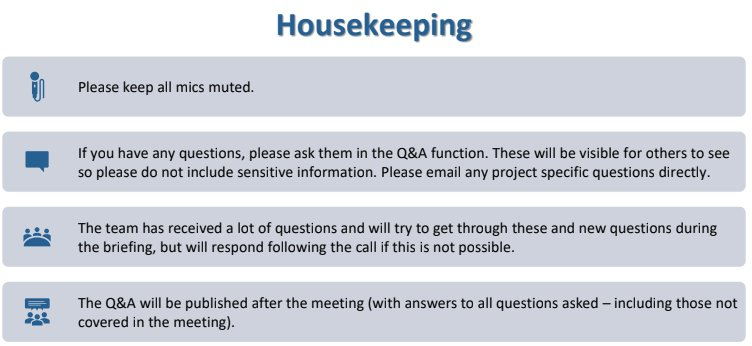 Housekeeping
Please keep all mics muted.
If you have any questions, please ask them in the Q&A function. These will be visible for others to see
so please do not include sensitive information. Please email any project specific questions directly.
The team has received a lot of questions and will try to get through these and new questions during
the briefing, but will respond following the call if this is not possible.
The Q&A will be published after the meeting (with answers to all questions asked – including those not
covered in the meeting).